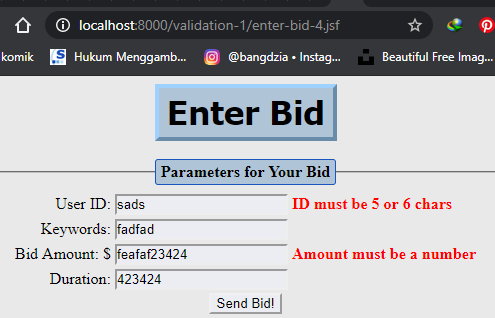 localhost:8000/validation-1/enter-bid-4.jsf
komik Hukum Menggamb... @bangdzia • Instag... Beautiful Free Imag...
Enter Bid
Parameters for Your Bid
User ID: sads ID must be 5 or 6 chars
Keywords: fadfad
Bid Amount: $ feafaf23424 Amount must be a number
Duration: 423424
Send Bid!